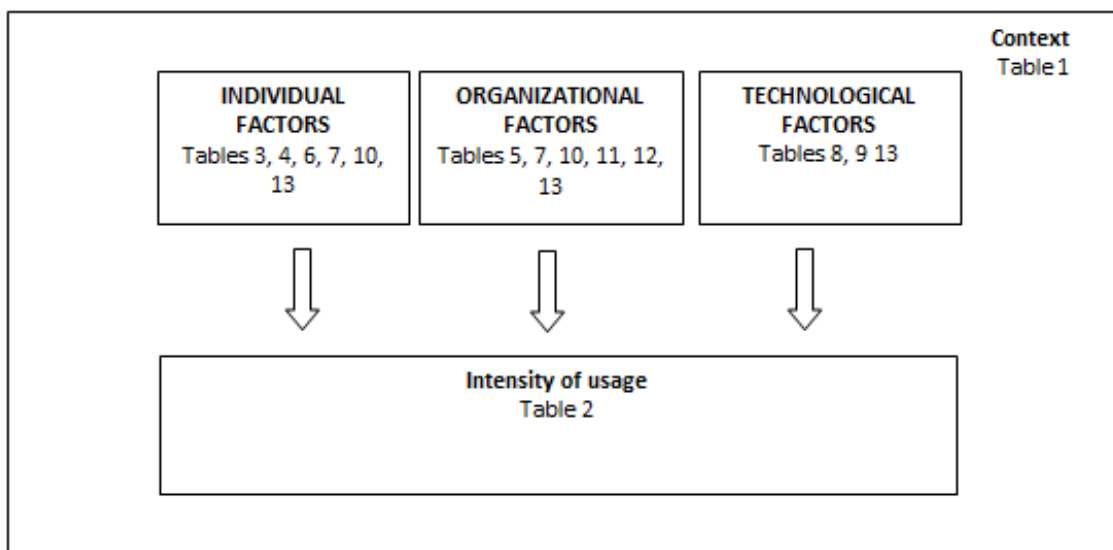 Context
Table 1
INDIVIDUAL
FACTORS
Tables 3, 4, 6, 7, 10,
13
ORGANIZATIONAL
FACTORS
Tables 5, 7, 10, 11, 12,
13
TECHNOLOGICAL
FACTORS
Tables 8, 9 13
Intensity of usage
Table 2